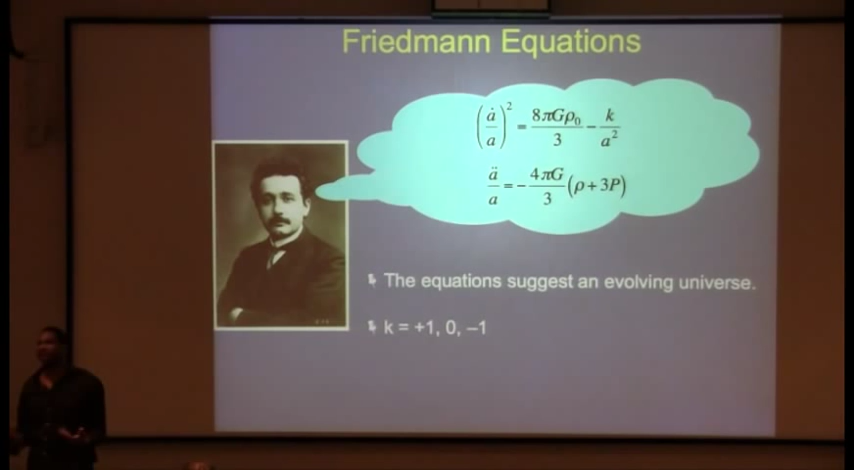 Friedmann Equations
(ȧ/a)² = 8πGρ₀/3 − k/a²
ä/a = −4πG/3 (ρ + 3P)
The equations suggest an evolving universe.
k = +1, 0, −1